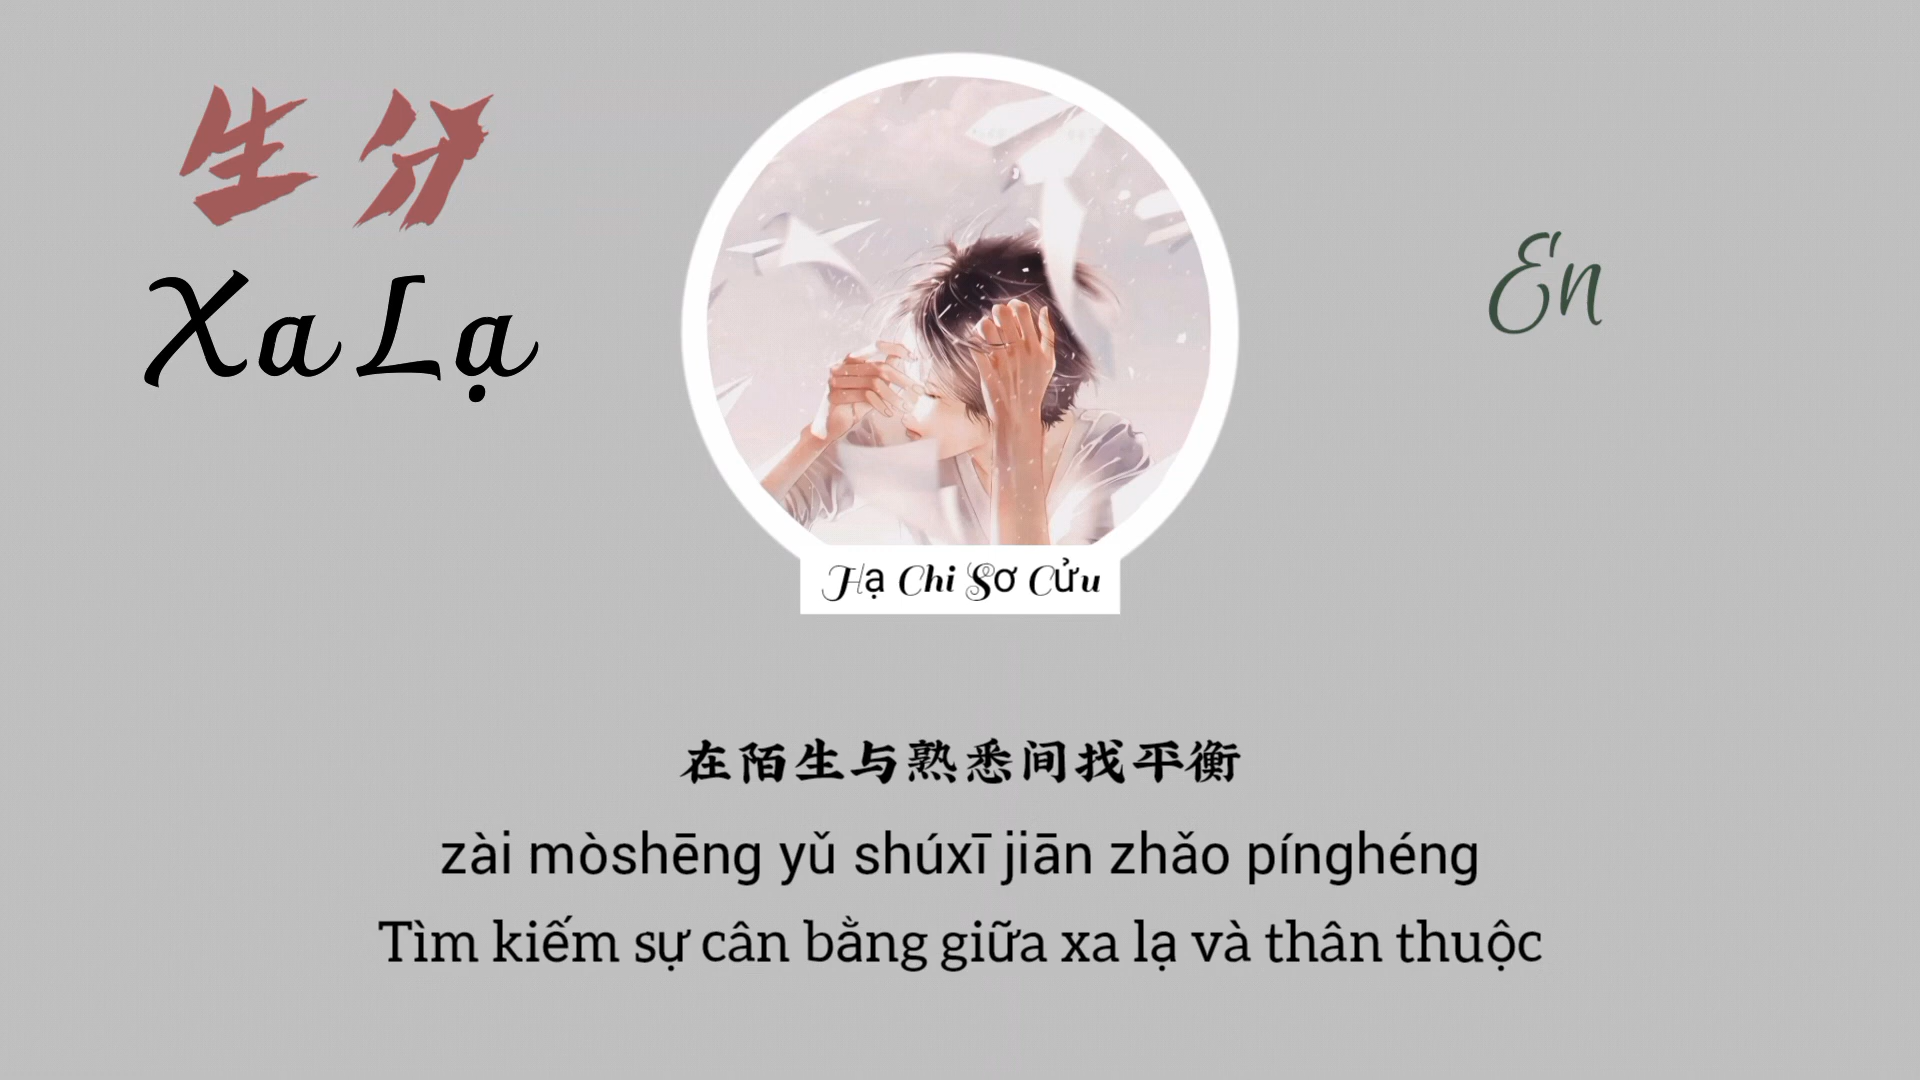 生分
Xa Lạ
En
Hạ Chi Sơ Cửu
在陌生与熟悉间找平衡
zài mòshēng yǔ shúxī jiān zhǎo pínghéng
Tìm kiếm sự cân bằng giữa xa lạ và thân thuộc